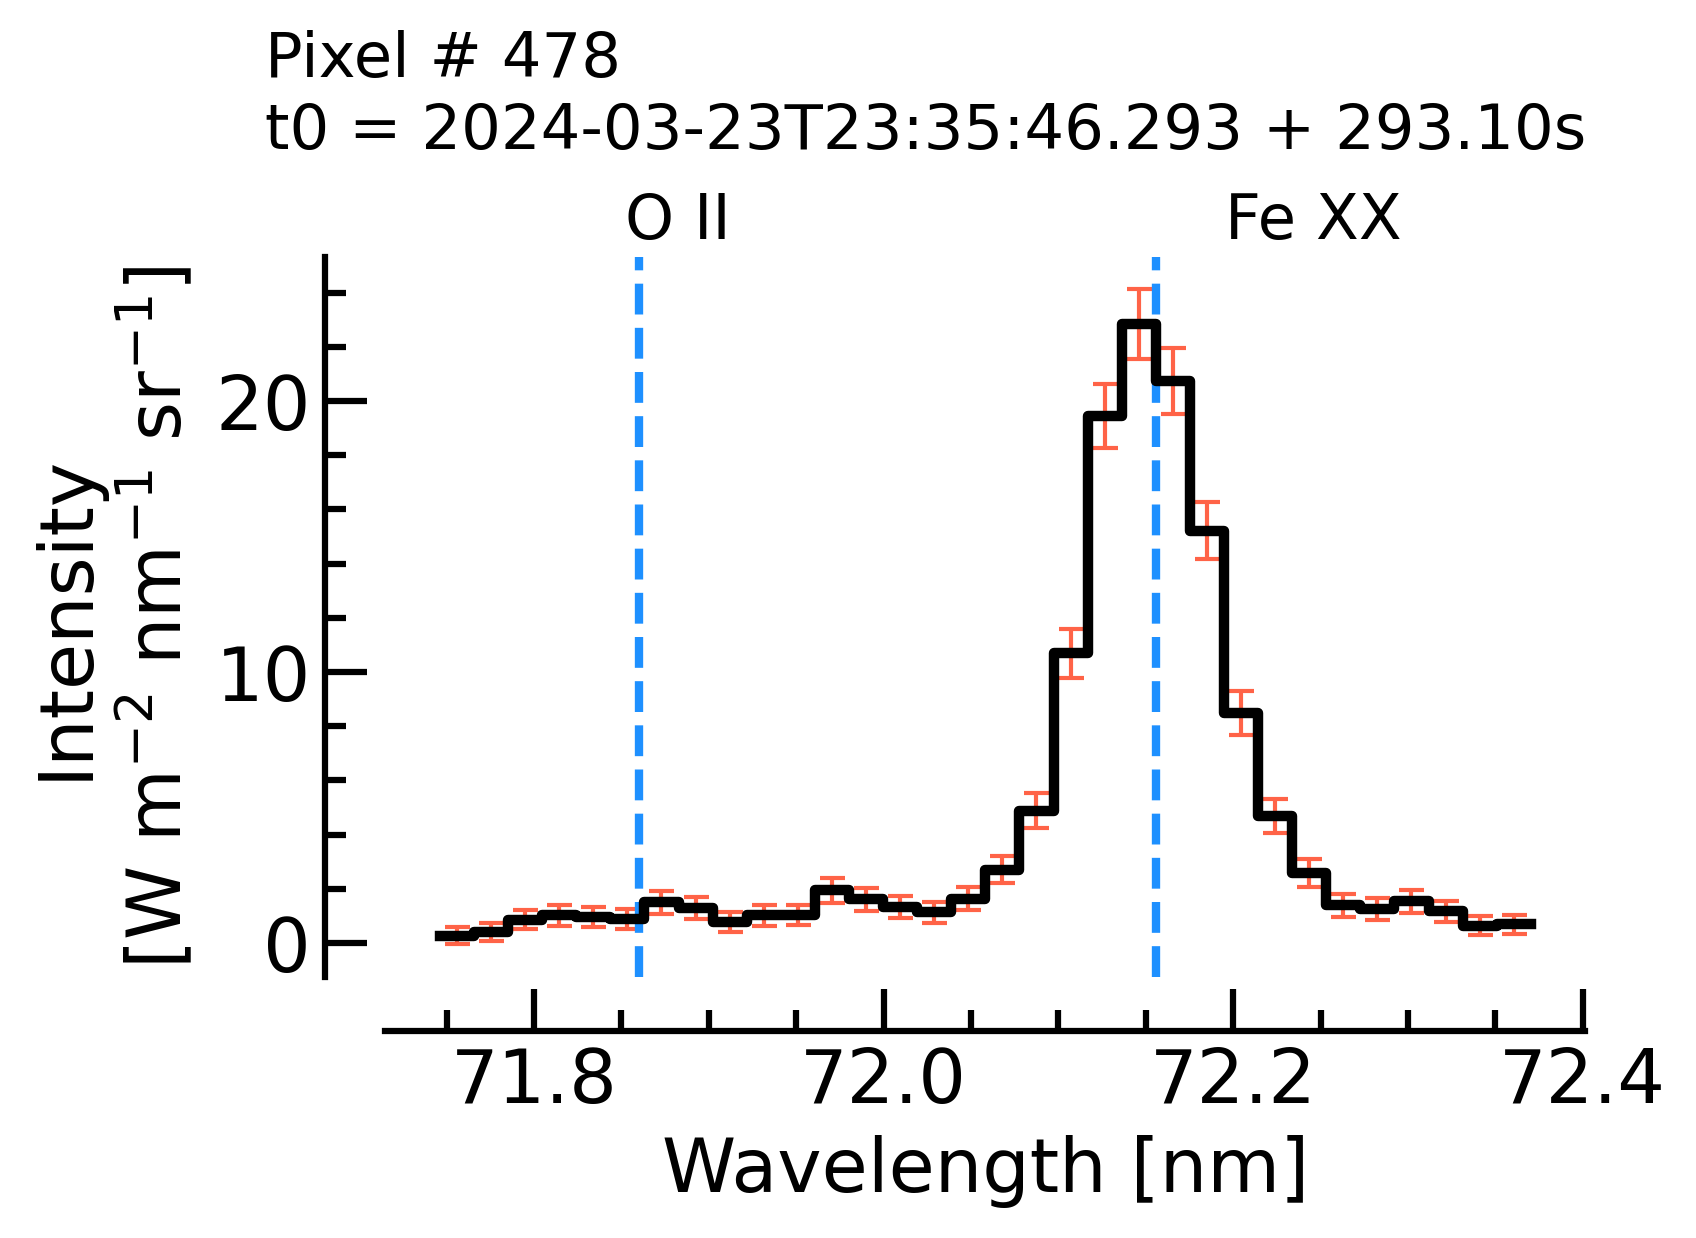 Pixel # 478
t0 = 2024-03-23T23:35:46.293 + 293.10s
O II
Fe XX
Intensity
[W m⁻² nm⁻¹ sr⁻¹]
20
10
0
71.8
72.0
72.2
72.4
Wavelength [nm]